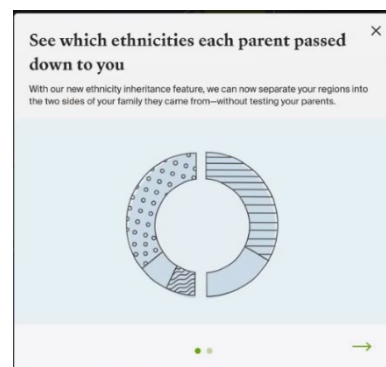 See which ethnicities each parent passed
down to you
With our new ethnicity inheritance feature, we can now separate your regions into
the two sides of your family they came from—without testing your parents.